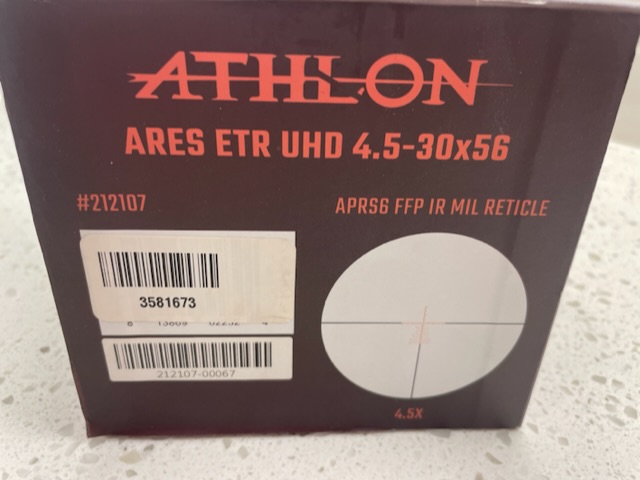 ATHLON
ARES ETR UHD 4.5-30x56
#212107
APRS6 FFP IR MIL RETICLE
3581673
212107-00067
4.5X